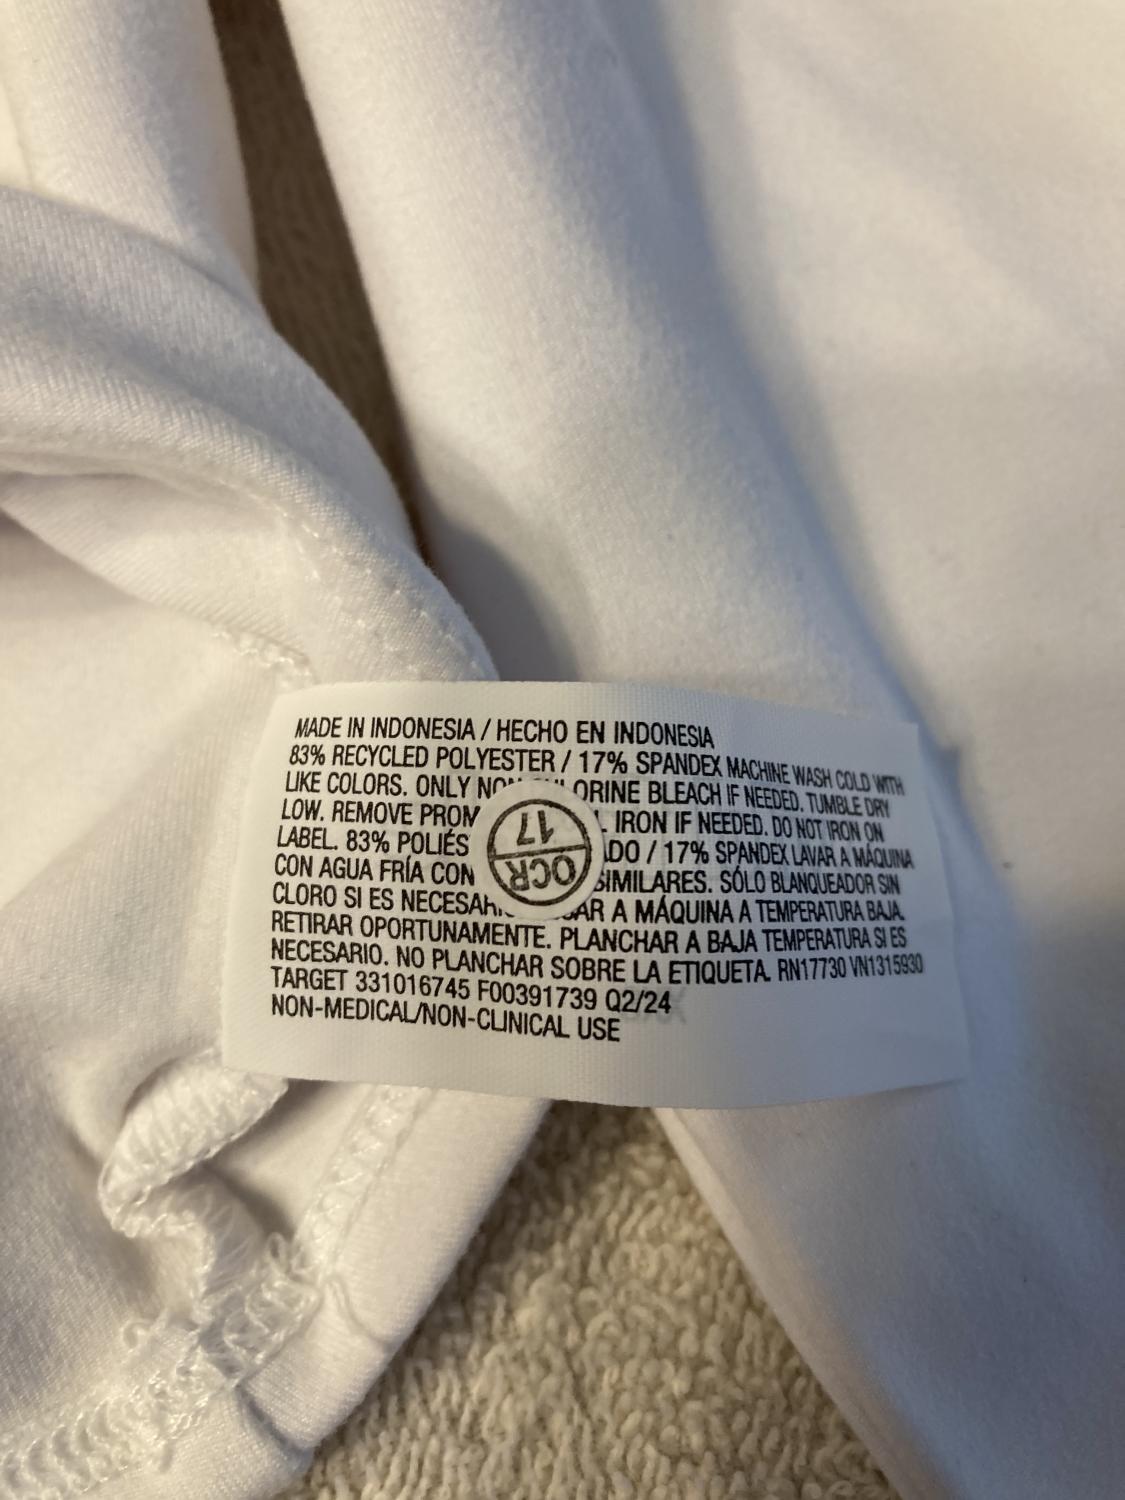 MADE IN INDONESIA / HECHO EN INDONESIA
83% RECYCLED POLYESTER / 17% SPANDEX MACHINE WASH COLD WITH
LIKE COLORS. ONLY NON ORINE BLEACH IF NEEDED. TUMBLE DRY
LOW. REMOVE PROM L IRON IF NEEDED. DO NOT IRON ON
LABEL. 83% POLIÉS DO / 17% SPANDEX LAVAR A MÁQUINA
CON AGUA FRÍA CON SIMILARES. SÓLO BLANQUEADOR SIN
CLORO SI ES NECESAR AR A MÁQUINA A TEMPERATURA BAJA.
RETIRAR OPORTUNAMENTE. PLANCHAR A BAJA TEMPERATURA SI ES
NECESARIO. NO PLANCHAR SOBRE LA ETIQUETA. RN17730 VN1315930
TARGET 331016745 F00391739 Q2/24
NON-MEDICAL/NON-CLINICAL USE
OCR
17